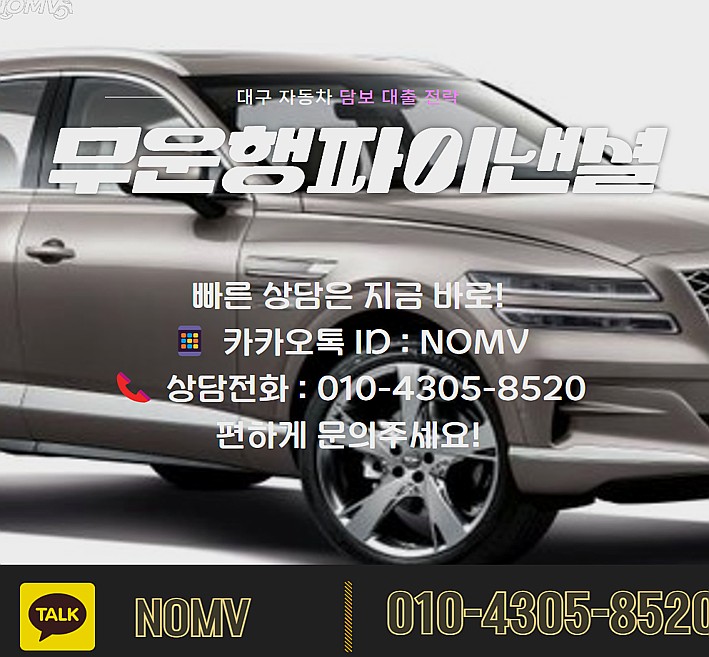 NOMV
대구 자동차 담보 대출 전략
무운행파이낸셜
빠른 상담은 지금 바로!
카카오톡 ID : NOMV
상담전화 : 010-4305-8520
편하게 문의주세요!
TALK
NOMV
010-4305-8520